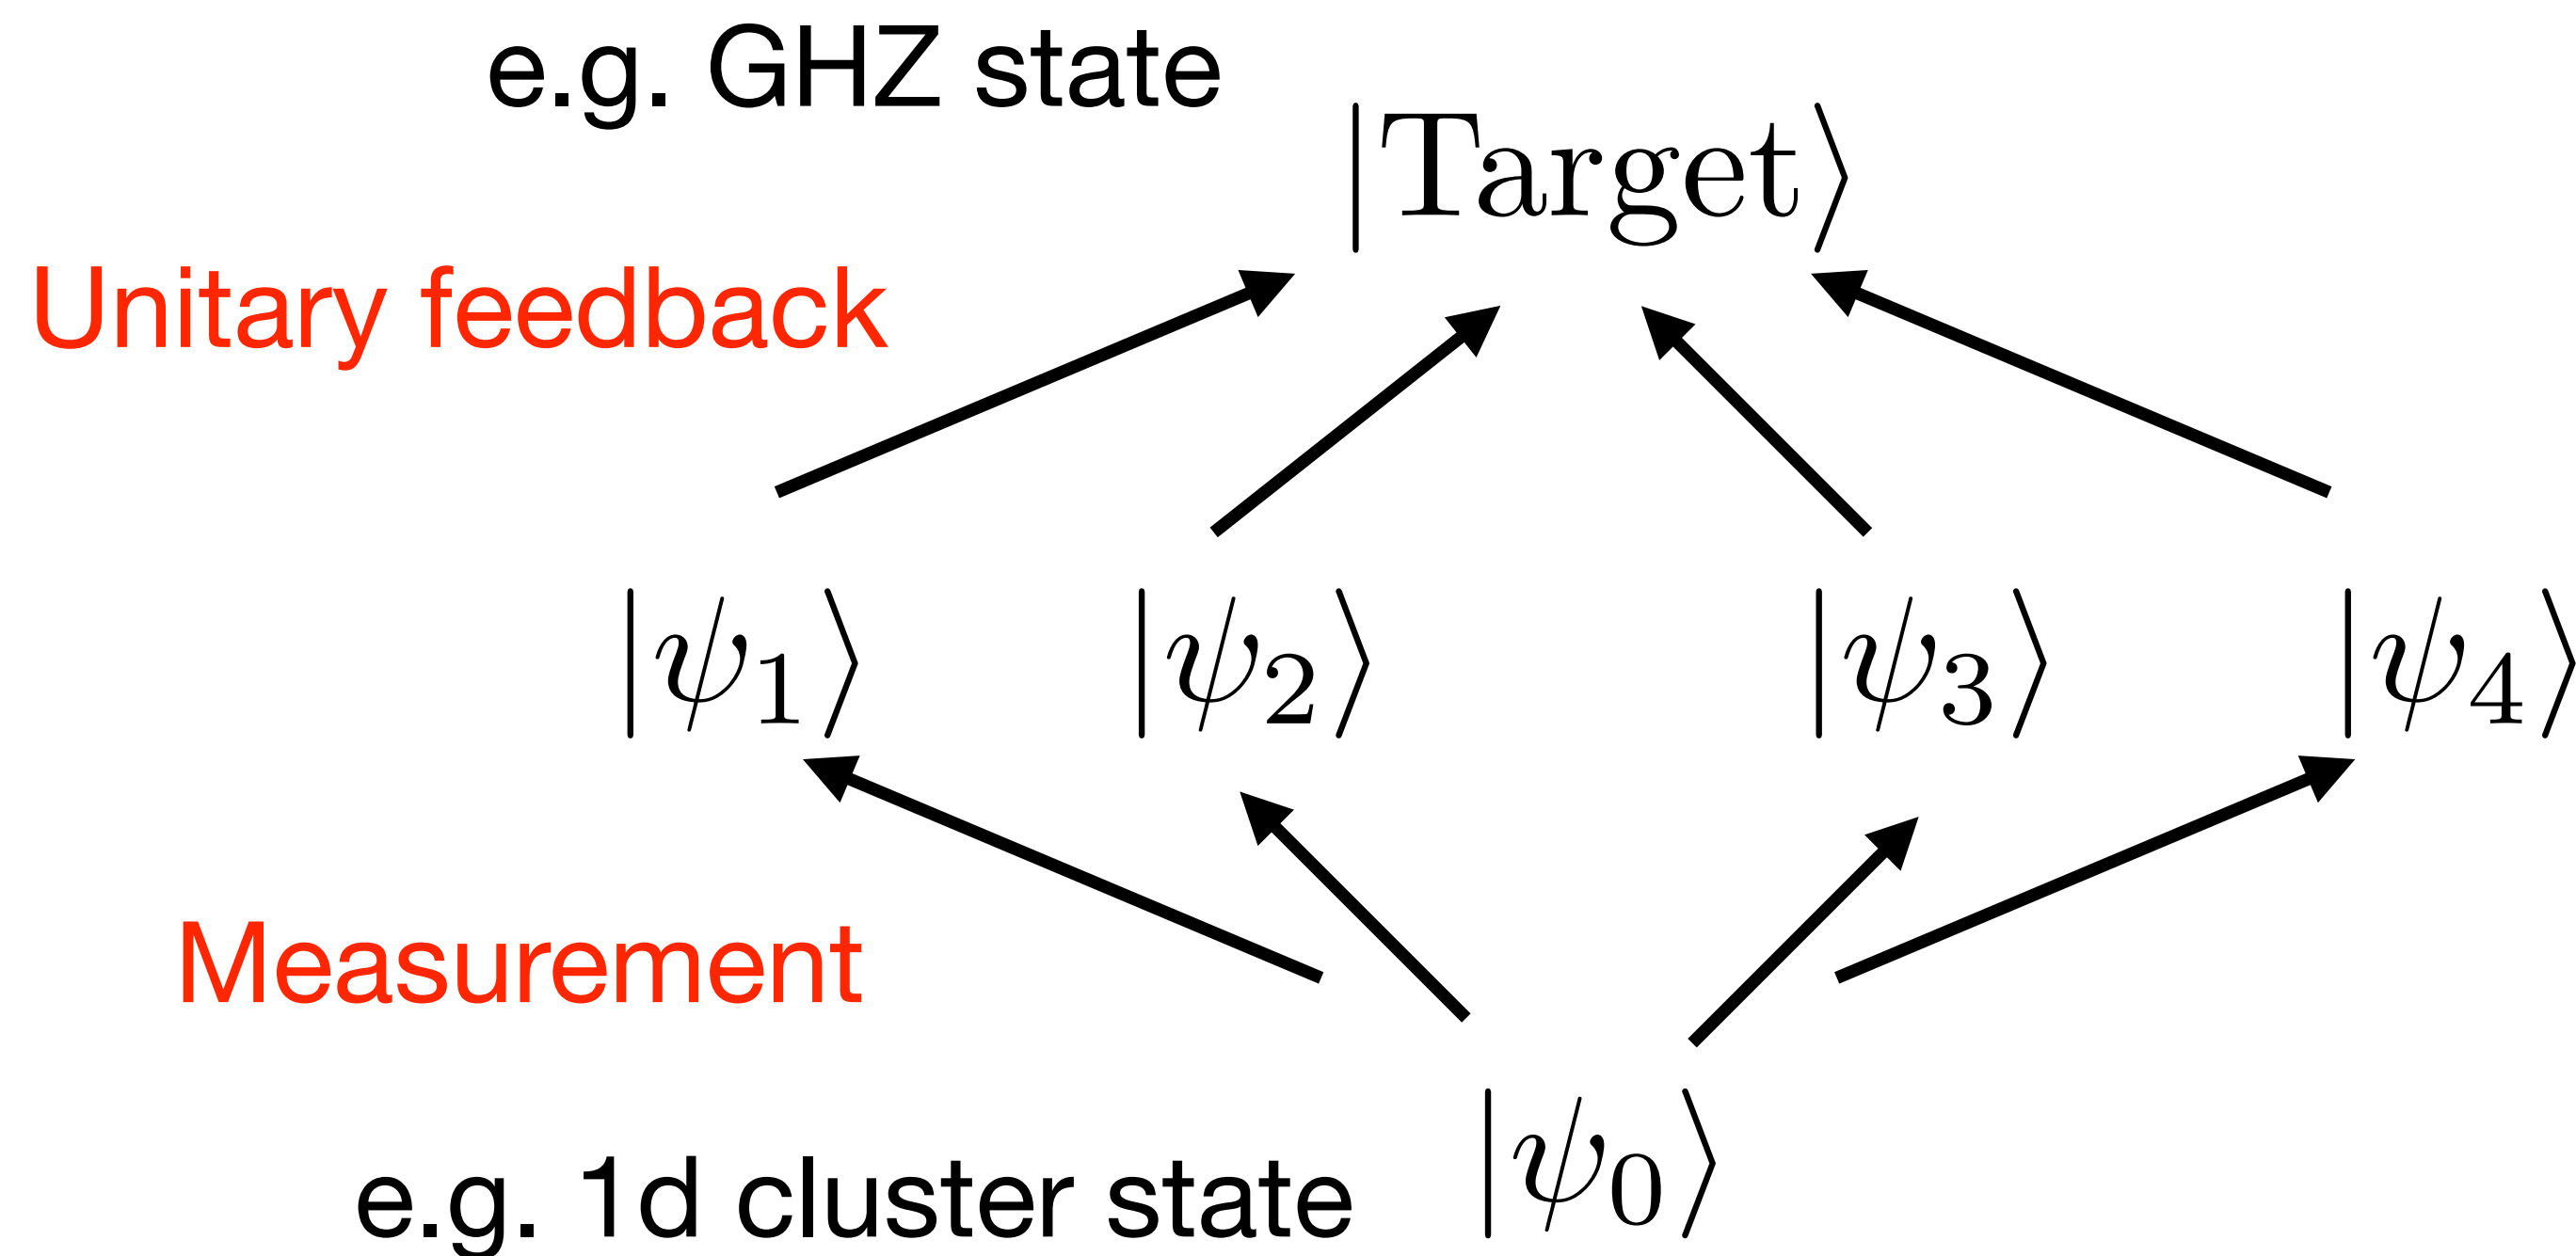 e.g. GHZ state
|Target⟩
Unitary feedback
|ψ₁⟩ |ψ₂⟩ |ψ₃⟩ |ψ₄⟩
Measurement
|ψ₀⟩
e.g. 1d cluster state